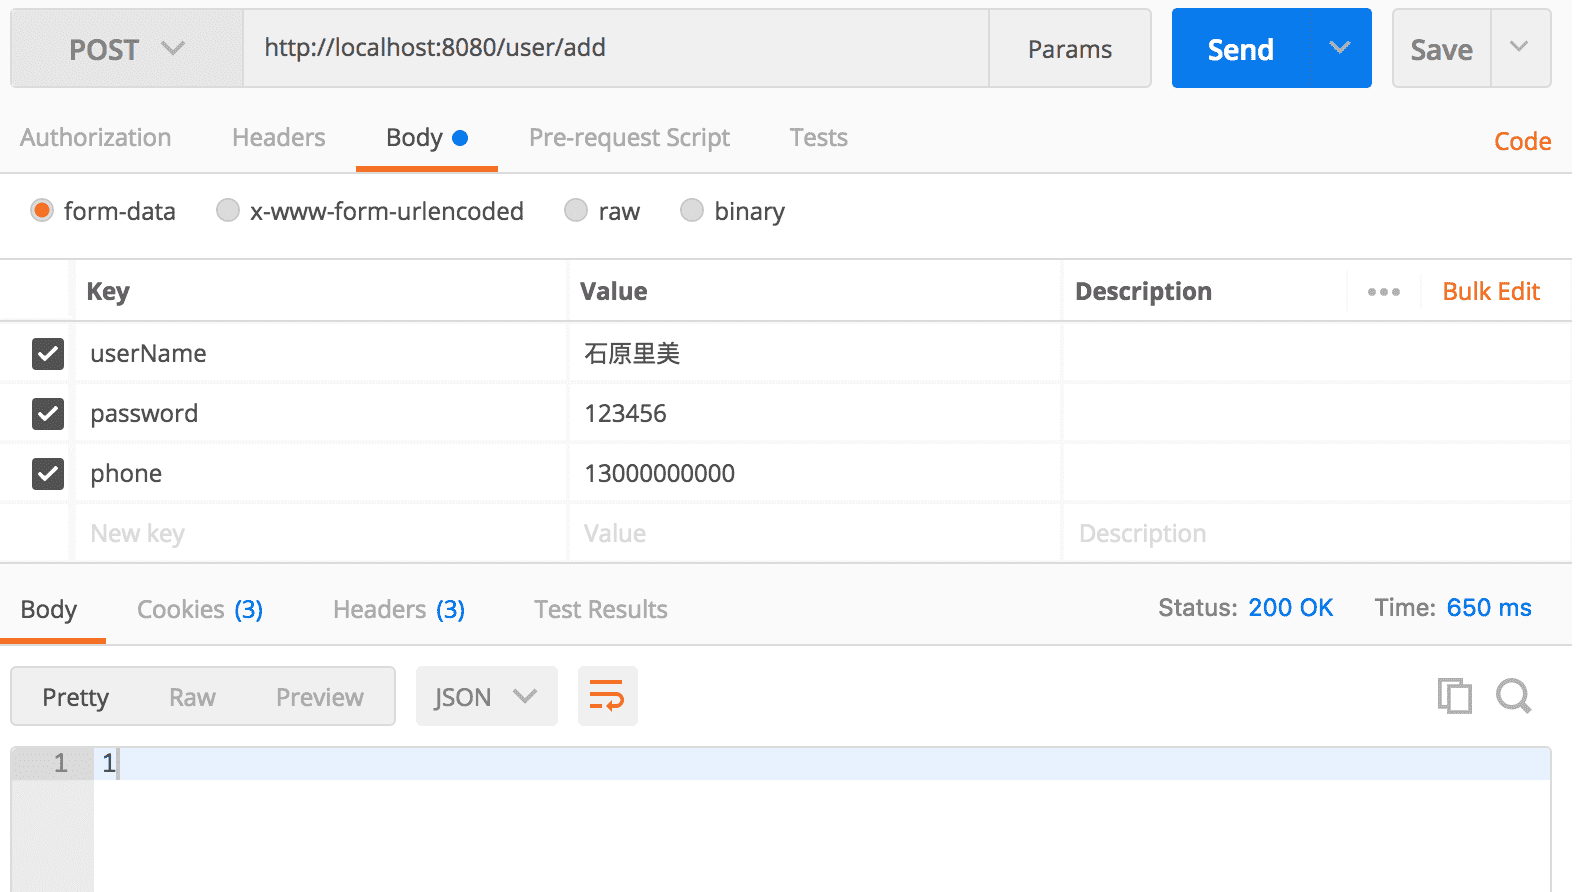 POST http://localhost:8080/user/add Params Send Save
Authorization Headers Body Pre-request Script Tests Code
form-data x-www-form-urlencoded raw binary
Key Value Description Bulk Edit
userName 石原里美
password 123456
phone 13000000000
New key Value Description
Body Cookies (3) Headers (3) Test Results Status: 200 OK Time: 650 ms
Pretty Raw Preview JSON
1 1